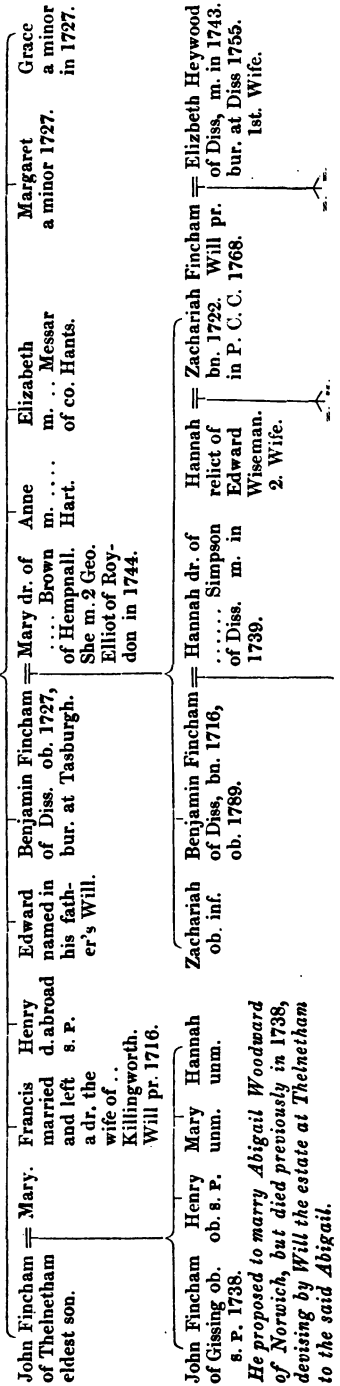 John Fincham = Mary.
of Thelnetham
eldest son.
Francis
married
and left
a dr. the
wife of ..
Killingworth.
Will pr. 1716.
Henry
d. abroad
s. P.
Edward
named in
his fath-
er's Will.
Benjamin Fincham = Mary dr. of
of Diss. ob. 1727,
bur. at Tasburgh.
..... Brown
of Hempnall.
She m. 2 Geo.
Elliot of Roy-
don in 1744.
Anne
m. ....
Hart.
Elizabeth
m. .. Messar
of co. Hants.
Margaret
a minor 1727.
Grace
a minor
in 1727.
John Fincham
of Gissing ob.
s. P. 1738.
He proposed to marry Abigail Woodward
of Norwich, but died previously in 1738,
devising by Will the estate at Thelnetham
to the said Abigail.
Henry
ob. s. P.
Mary
unm.
Hannah
unm.
Zachariah
ob. inf.
Benjamin Fincham = Hannah dr. of
of Diss, bn. 1716,
ob. 1789.
...... Simpson
of Diss. m. in
1739.
Hannah = Zachariah Fincham = Elizbeth Heywood
relict of
Edward
Wiseman.
2. Wife.
bn. 1722. Will pr.
in P. C. C. 1768.
of Diss, m. in 1743.
bur. at Diss 1755.
1st. Wife.